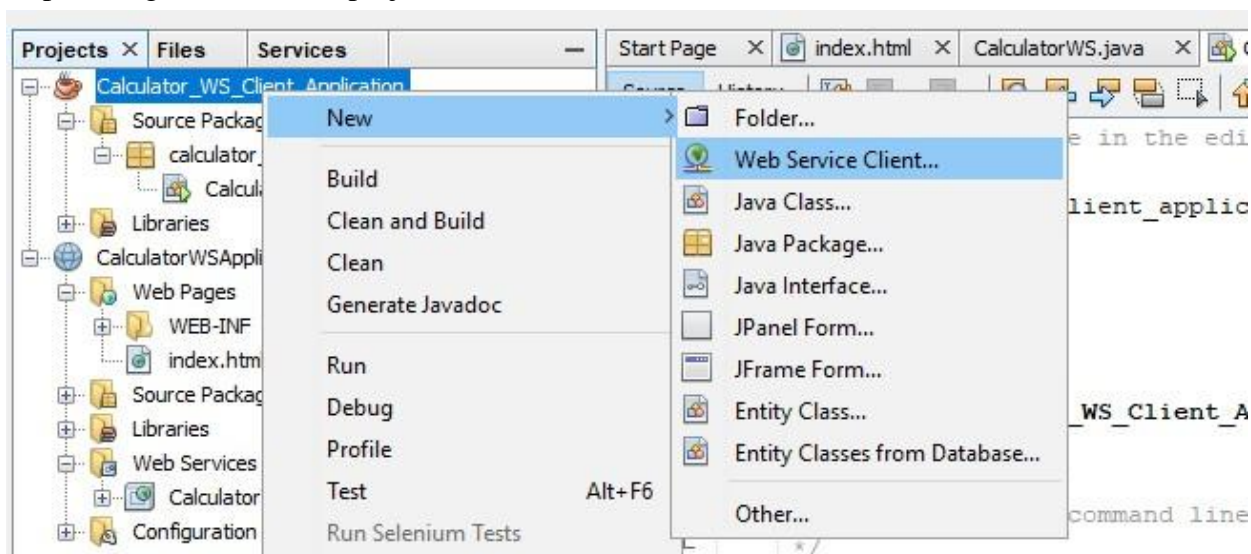 Projects Files Services
Start Page index.html CalculatorWS.java
Calculator_WS_Client_Application
Source Packag
calculator_
Calcul
Libraries
CalculatorWSAppli
Web Pages
WEB-INF
index.htm
Source Packag
Libraries
Web Services
Calculator
Configuration
New
Build
Clean and Build
Clean
Generate Javadoc
Run
Debug
Profile
Test Alt+F6
Run Selenium Tests
Folder...
Web Service Client...
Java Class...
Java Package...
Java Interface...
JPanel Form...
JFrame Form...
Entity Class...
Entity Classes from Database...
Other...
e in the edi
lient_applic
_WS_Client_A
command line
*/